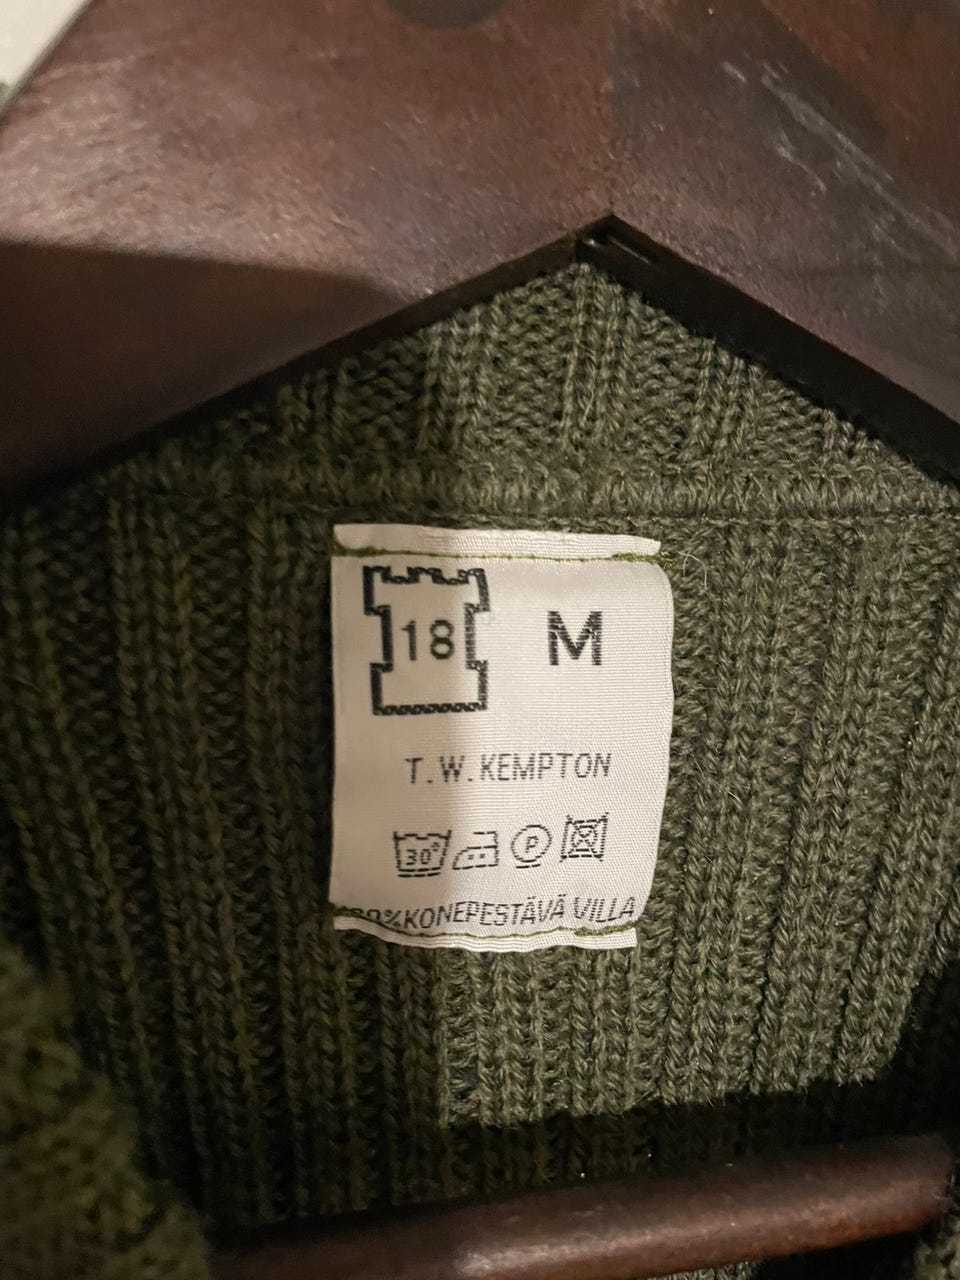 18 M
T.W.KEMPTON
30° P
%KONEPESTÄVÄ VILLA